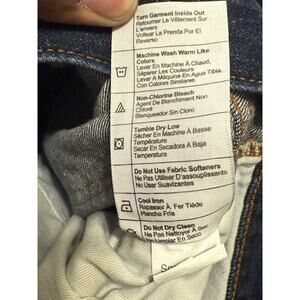 Turn Garment Inside Out
Retourner Le Vêtement Sur
L'envers
Voltear La Prenda Por El
Reverso
Machine Wash Warm Like
Colors
Laver En Machine À Chaud,
Séparer Les Couleurs
Lavar A Máquina En Agua Tibia,
Con Colores
Non-Chlorine Bleach
Agent De Blanchiment Non
Chloré
Blanqueador Sin Cloro
Tumble Dry Low
Sécher En Machine À Basse
Température
Secar En Secadora A Baja
Temperatura
Do Not Use Fabric Softeners
Ne Pas Utiliser D'assouplissants
No Usar Suavizantes
Cool Iron
Repasser À Fer Tiède
Plancha Fría
Do Not Dry Clean
Ne Pas Nettoyer À Sec
En Seco